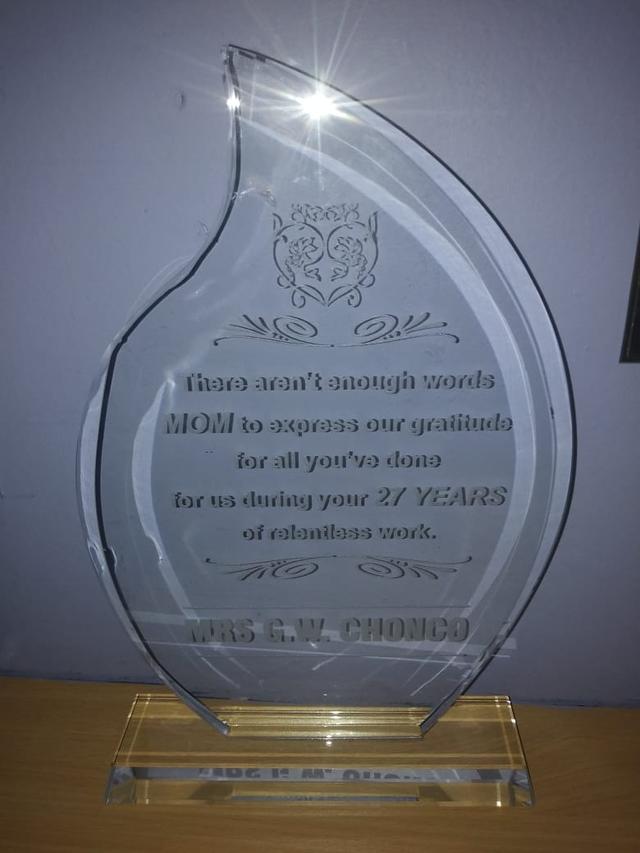 There aren't enough words
MOM to express our gratitude
for all you've done
for us during your 27 YEARS
of relentless work.
MRS G.W. CHONCO